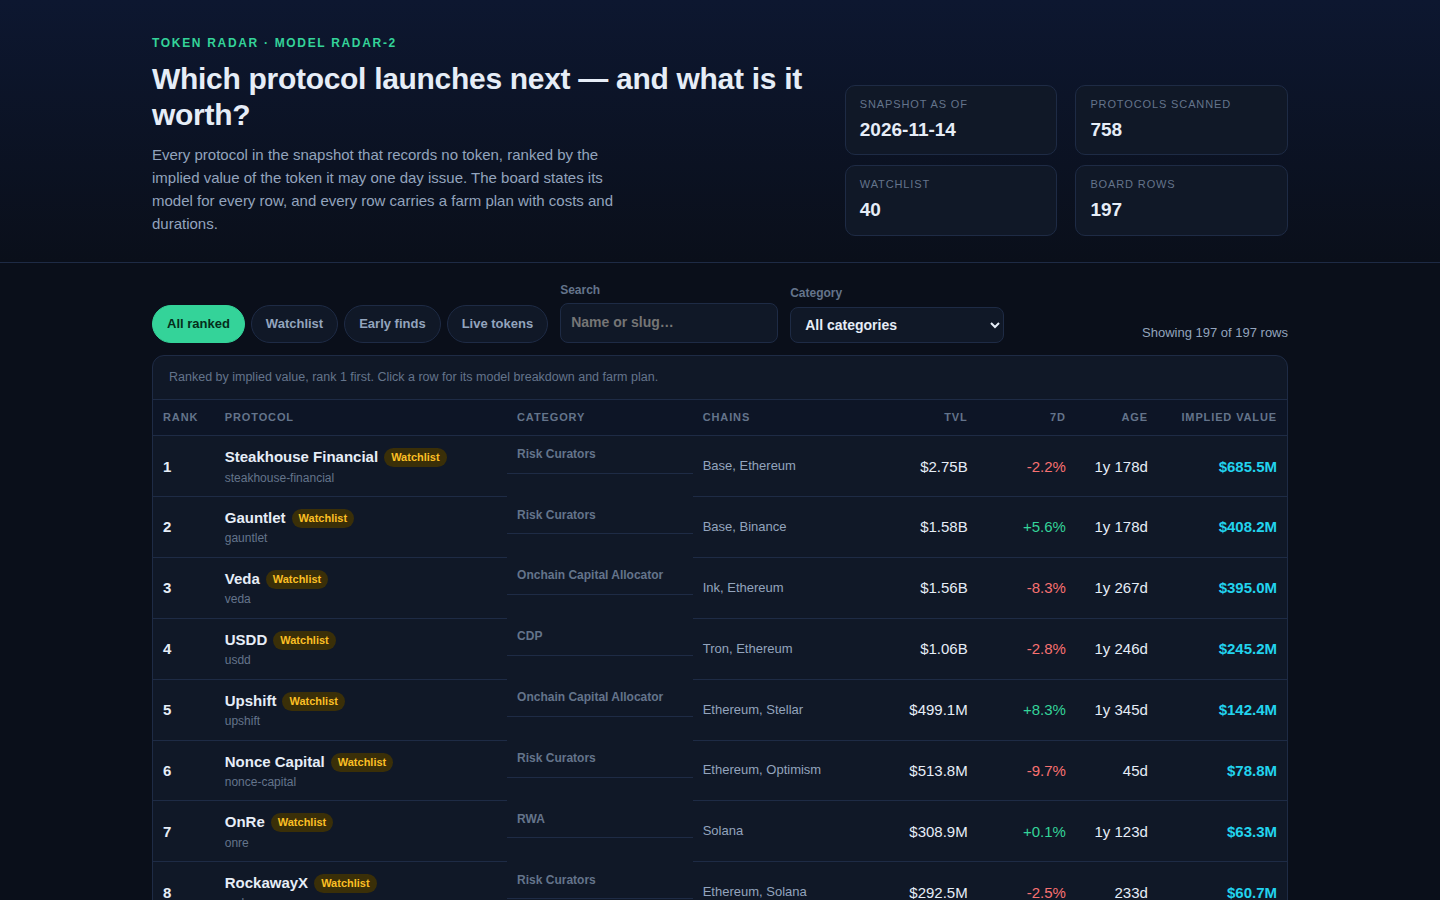 TOKEN RADAR · MODEL RADAR-2
Which protocol launches next — and what is it
worth?
Every protocol in the snapshot that records no token, ranked by the
implied value of the token it may one day issue. The board states its
model for every row, and every row carries a farm plan with costs and
durations.
SNAPSHOT AS OF
2026-11-14
PROTOCOLS SCANNED
758
WATCHLIST
40
BOARD ROWS
197
All ranked Watchlist Early finds Live tokens
Search
Name or slug…
Category
All categories
Showing 197 of 197 rows
Ranked by implied value, rank 1 first. Click a row for its model breakdown and farm plan.
RANK PROTOCOL CATEGORY CHAINS TVL 7D AGE IMPLIED VALUE
1 Steakhouse Financial Watchlist Risk Curators Base, Ethereum $2.75B -2.2% 1y 178d $685.5M
steakhouse-financial
2 Gauntlet Watchlist Risk Curators Base, Binance $1.58B +5.6% 1y 178d $408.2M
gauntlet
3 Veda Watchlist Onchain Capital Allocator Ink, Ethereum $1.56B -8.3% 1y 267d $395.0M
veda
4 USDD Watchlist CDP Tron, Ethereum $1.06B -2.8% 1y 246d $245.2M
usdd
5 Upshift Watchlist Onchain Capital Allocator Ethereum, Stellar $499.1M +8.3% 1y 345d $142.4M
upshift
6 Nonce Capital Watchlist Risk Curators Ethereum, Optimism $513.8M -9.7% 45d $78.8M
nonce-capital
7 OnRe Watchlist RWA Solana $308.9M +0.1% 1y 123d $63.3M
onre
8 RockawayX Watchlist Risk Curators Ethereum, Solana $292.5M -2.5% 233d $60.7M